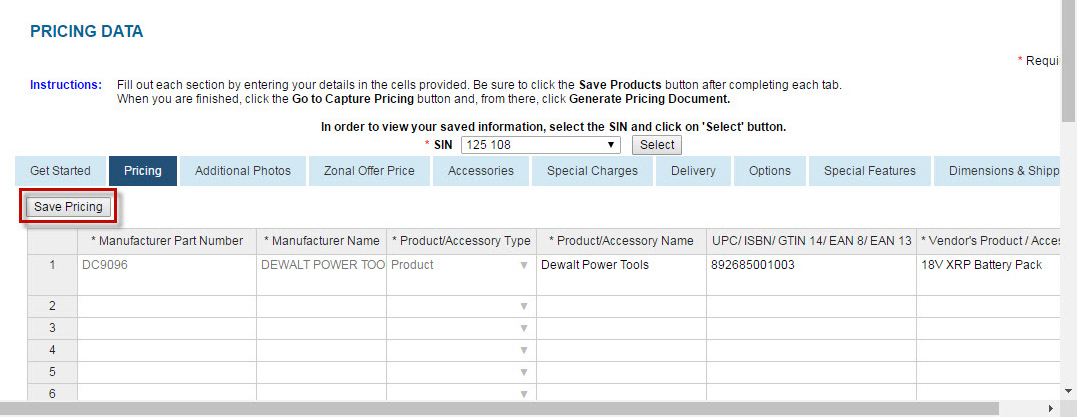 PRICING DATA
* Requi
Instructions: Fill out each section by entering your details in the cells provided. Be sure to click the Save Products button after completing each tab.
When you are finished, click the Go to Capture Pricing button and, from there, click Generate Pricing Document.
In order to view your saved information, select the SIN and click on 'Select' button.
* SIN 125 108 Select
Get Started Pricing Additional Photos Zonal Offer Price Accessories Special Charges Delivery Options Special Features Dimensions & Shipp
Save Pricing
* Manufacturer Part Number * Manufacturer Name * Product/Accessory Type * Product/Accessory Name UPC/ ISBN/ GTIN 14/ EAN 8/ EAN 13 * Vendor's Product / Acces
1 DC9096 DEWALT POWER TOO Product Dewalt Power Tools 892685001003 18V XRP Battery Pack
2
3
4
5
6